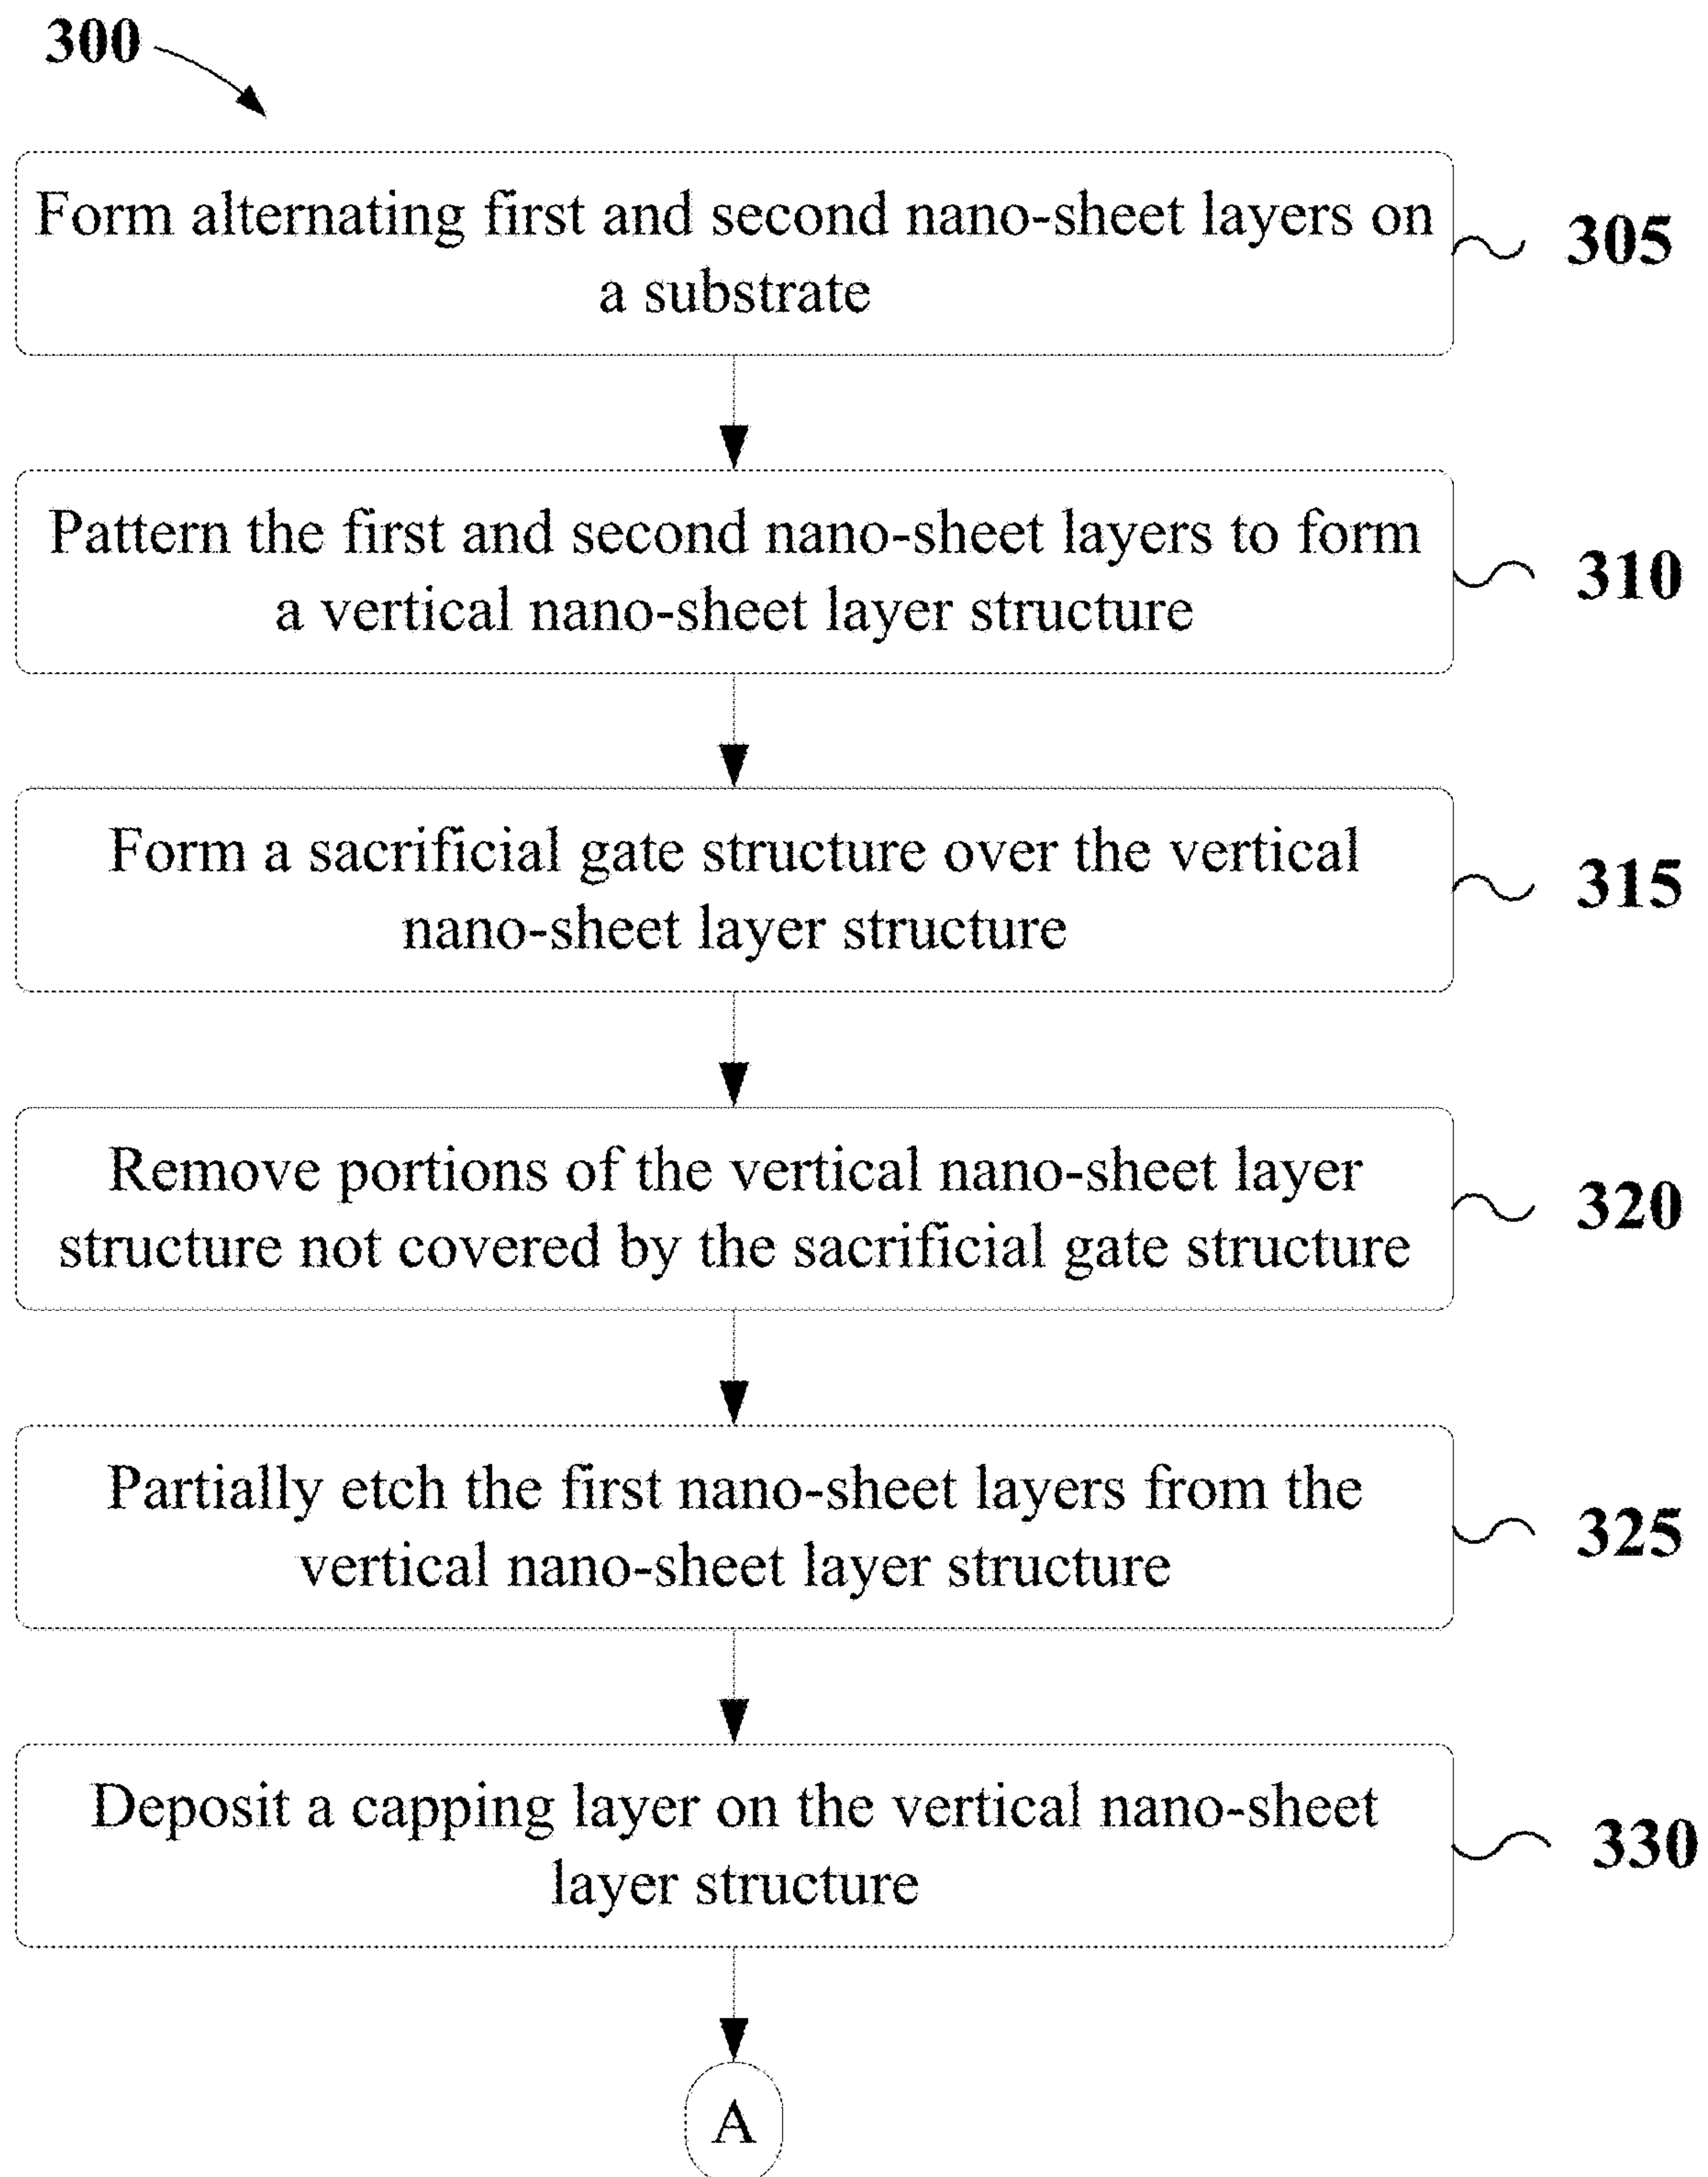 300
Form alternating first and second nano-sheet layers on
a substrate
305
Pattern the first and second nano-sheet layers to form
a vertical nano-sheet layer structure
310
Form a sacrificial gate structure over the vertical
nano-sheet layer structure
315
Remove portions of the vertical nano-sheet layer
structure not covered by the sacrificial gate structure
320
Partially etch the first nano-sheet layers from the
vertical nano-sheet layer structure
325
Deposit a capping layer on the vertical nano-sheet
layer structure
330
A